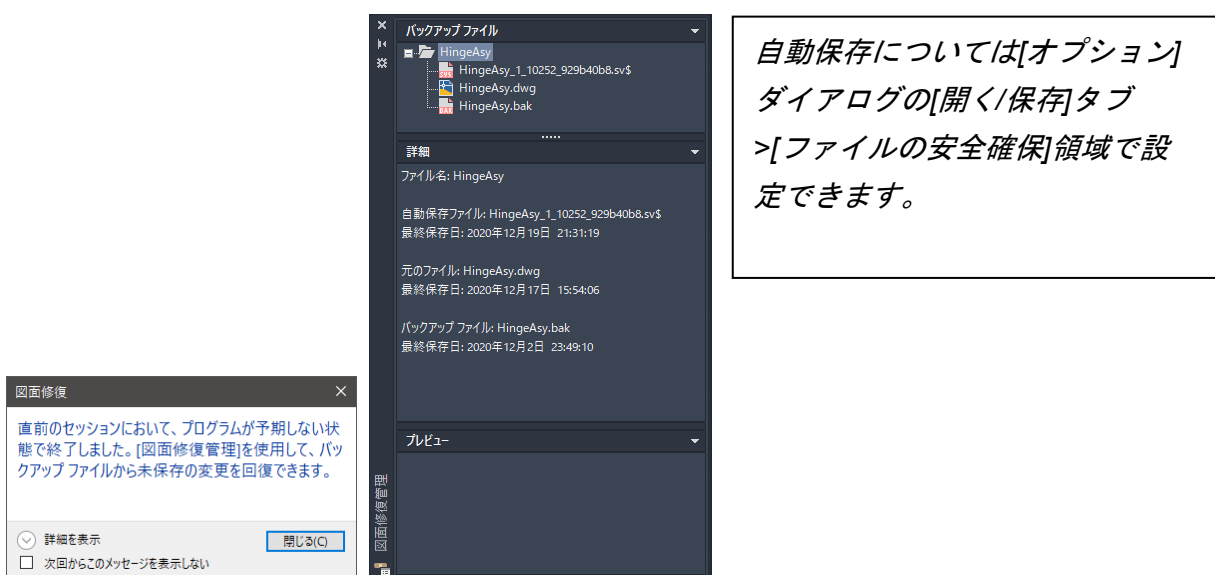 図面修復
直前のセッションにおいて、プログラムが予期しない状
態で終了しました。[図面修復管理]を使用して、バッ
クアップ ファイルから未保存の変更を回復できます。
詳細を表示
閉じる(C)
次回からこのメッセージを表示しない
バックアップ ファイル
HingeAsy
HingeAsy_1_10252_929b40b8.sv$
HingeAsy.dwg
HingeAsy.bak
詳細
ファイル名: HingeAsy
自動保存ファイル: HingeAsy_1_10252_929b40b8.sv$
最終保存日: 2020年12月19日 21:31:19
元のファイル: HingeAsy.dwg
最終保存日: 2020年12月17日 15:54:06
バックアップ ファイル: HingeAsy.bak
最終保存日: 2020年12月2日 23:49:10
プレビュー
図面修復管理
自動保存については[オプション]
ダイアログの[開く/保存]タブ
>[ファイルの安全確保]領域で設
定できます。